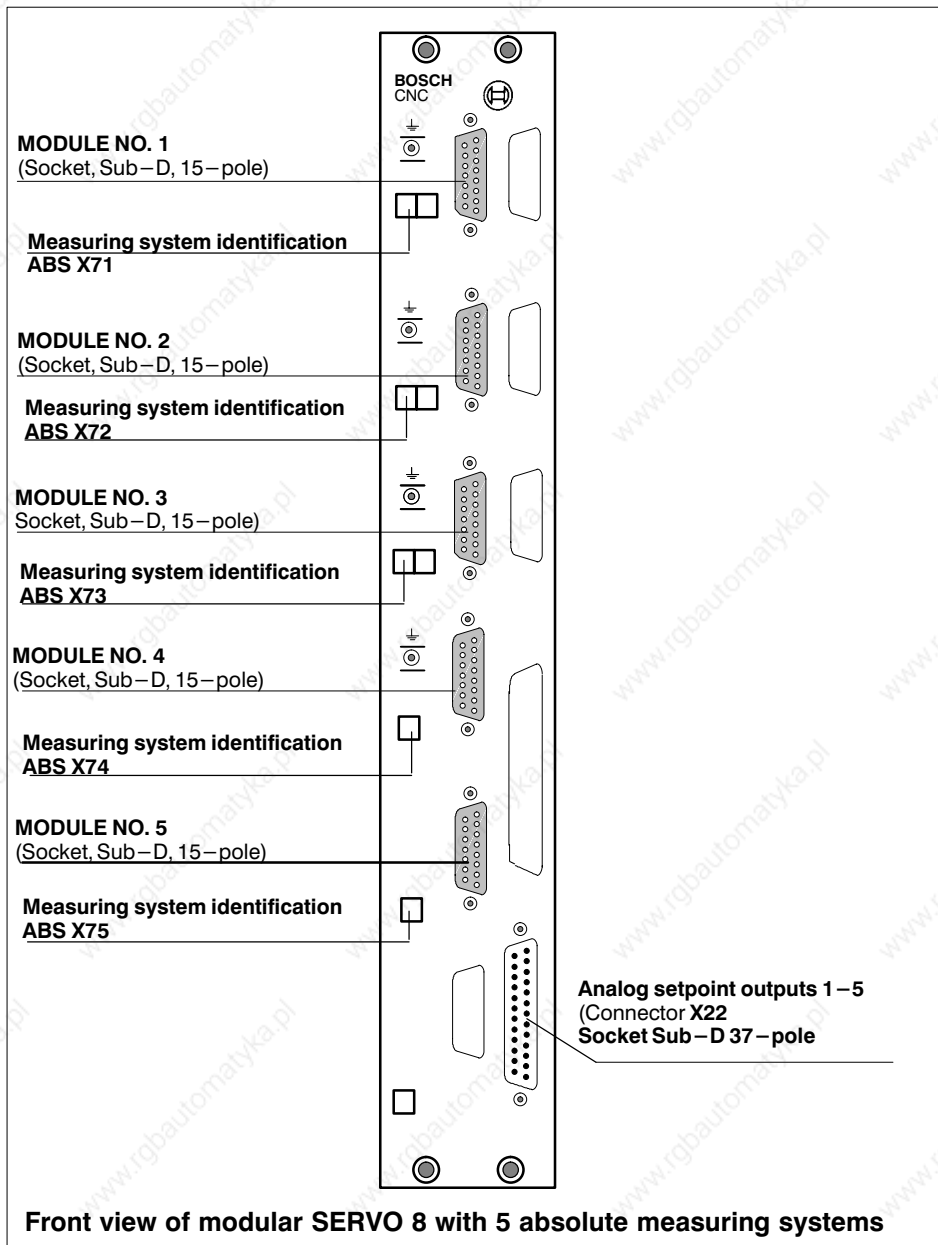 BOSCH
CNC
MODULE NO. 1
(Socket, Sub−D, 15−pole)
Measuring system identification
ABS X71
MODULE NO. 2
(Socket, Sub−D, 15−pole)
Measuring system identification
ABS X72
MODULE NO. 3
Socket, Sub−D, 15−pole)
Measuring system identification
ABS X73
MODULE NO. 4
(Socket, Sub−D, 15−pole)
Measuring system identification
ABS X74
MODULE NO. 5
(Socket, Sub−D, 15−pole)
Measuring system identification
ABS X75
Analog setpoint outputs 1−5
(Connector X22
Socket Sub−D 37−pole
Front view of modular SERVO 8 with 5 absolute measuring systems
www.rgbautomatyka.pl